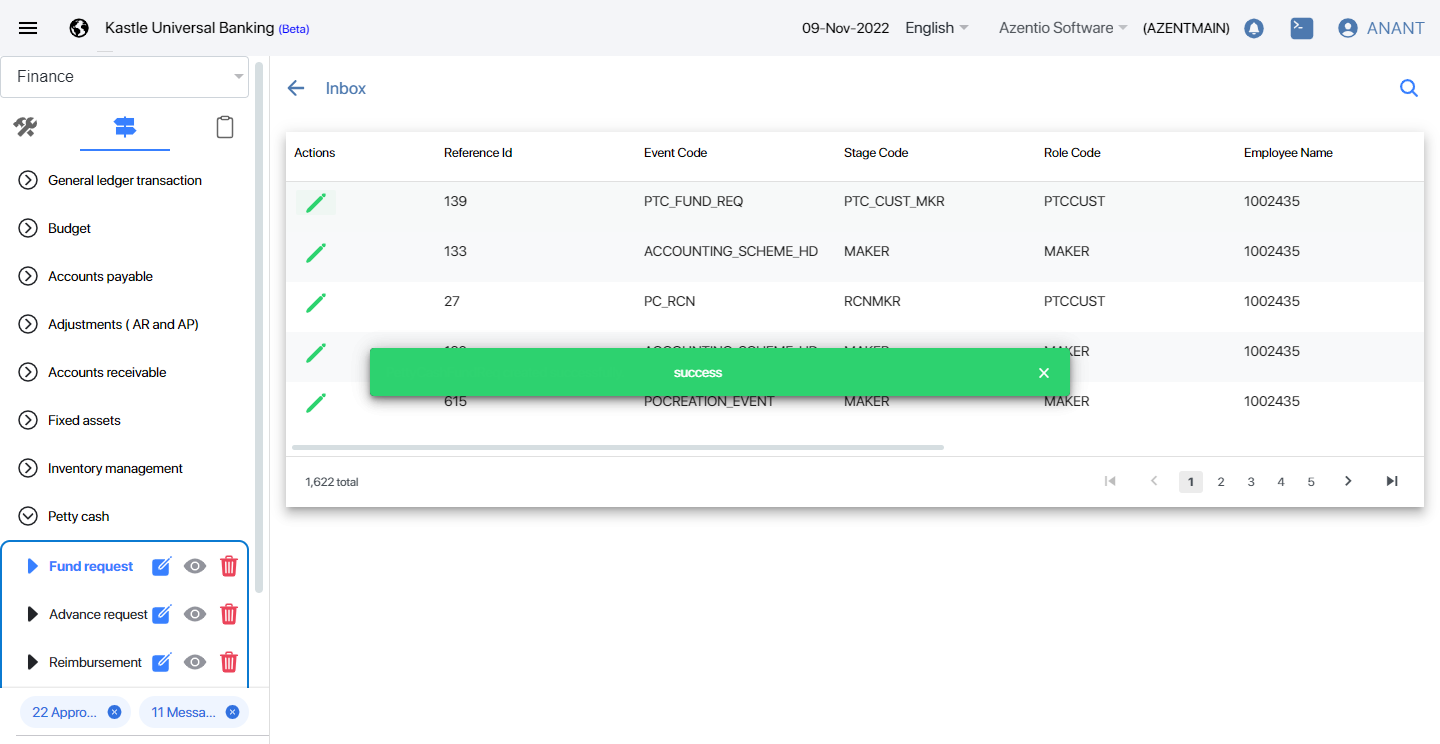 Kastle Universal Banking (Beta)
09-Nov-2022 English Azentio Software (AZENTMAIN) ANANT
Finance
General ledger transaction
Budget
Accounts payable
Adjustments ( AR and AP)
Accounts receivable
Fixed assets
Inventory management
Petty cash
Fund request
Advance request
Reimbursement
22 Appro... 11 Messa...
Inbox
Actions Reference Id Event Code Stage Code Role Code Employee Name
139 PTC_FUND_REQ PTC_CUST_MKR PTCCUST 1002435
133 ACCOUNTING_SCHEME_HD MAKER MAKER 1002435
27 PC_RCN RCNMKR PTCCUST 1002435
ACCOUNTING_SCHEME_HD MAKER MAKER 1002435
success
615 POCREATION_EVENT MAKER MAKER 1002435
1,622 total 1 2 3 4 5